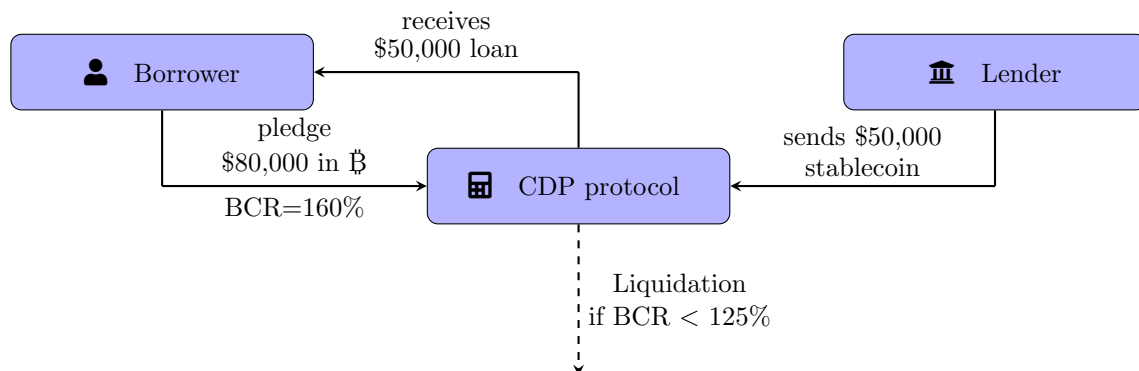 receives
$50,000 loan
Borrower
Lender
pledge
$80,000 in ₿
BCR=160%
CDP protocol
sends $50,000
stablecoin
Liquidation
if BCR < 125%